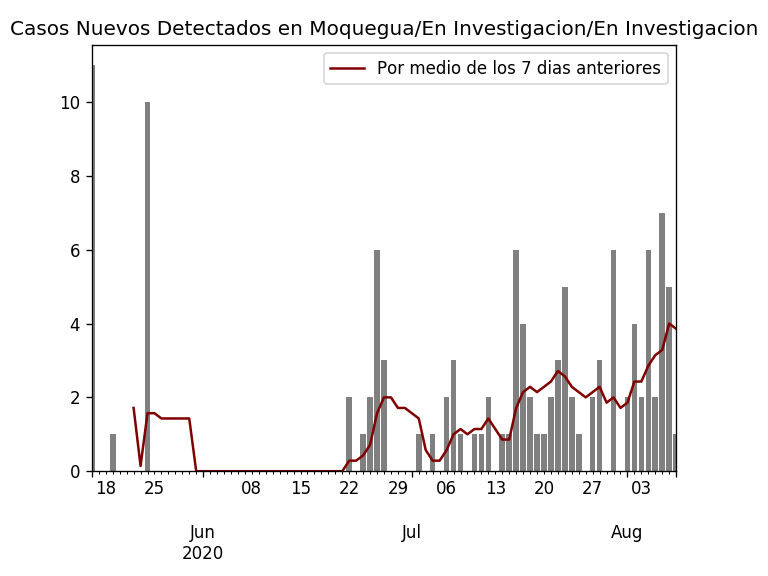 Casos Nuevos Detectados en Moquegua/En Investigacion/En Investigacion
Por medio de los 7 dias anteriores
10
8
6
4
2
0
18 25 08 15 22 29 06 13 20 27 03
Jun Jul Aug
2020